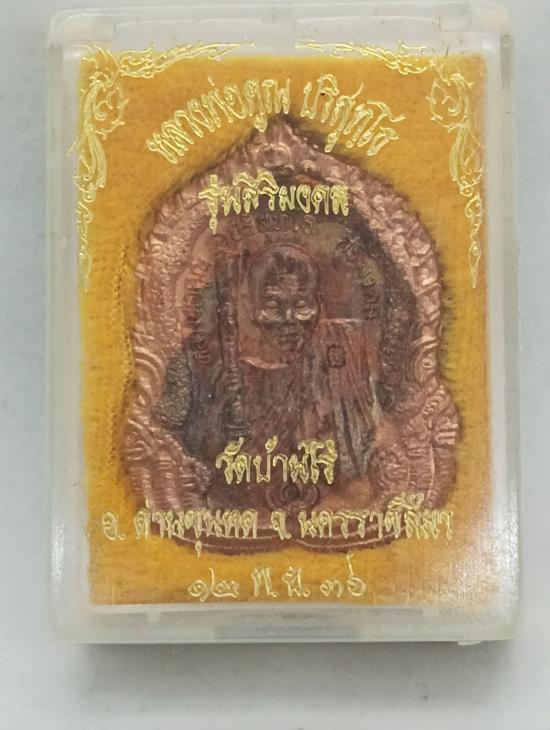 หลวงพ่อคูณ ปริสุทฺโธ
รุ่นสิริมงคล
วัดบ้านไร่
อ. ด่านขุนทด จ. นครราชสีมา
๑๒ พ.ย. ๓๖